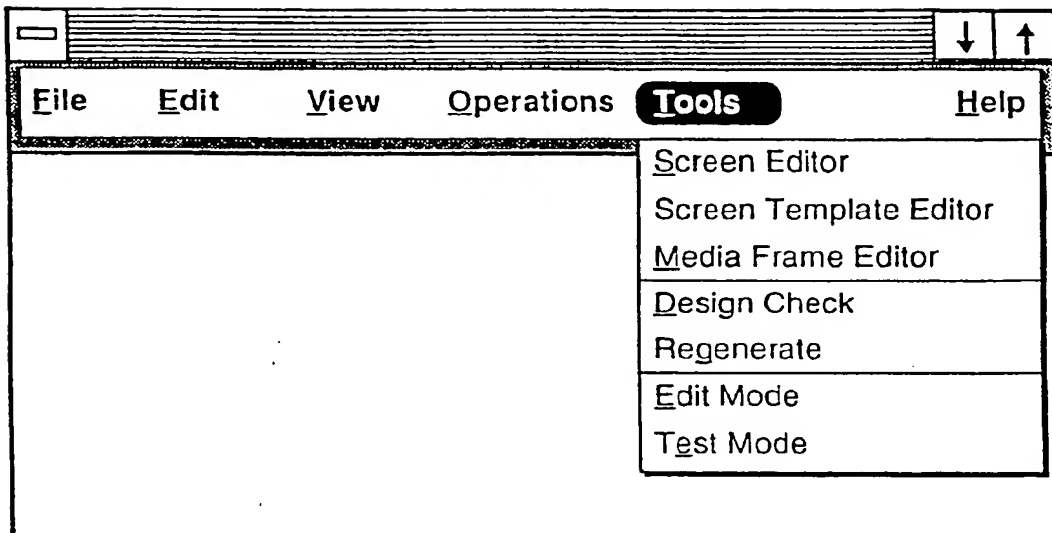 File Edit View Operations Tools Help
Screen Editor
Screen Template Editor
Media Frame Editor
Design Check
Regenerate
Edit Mode
Test Mode